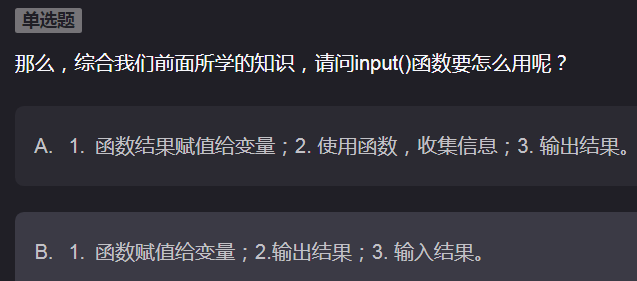 单选题
那么，综合我们前面所学的知识，请问input()函数要怎么用呢？
A. 1. 函数结果赋值给变量；2. 使用函数，收集信息；3. 输出结果。
B. 1. 函数赋值给变量；2.输出结果；3. 输入结果。